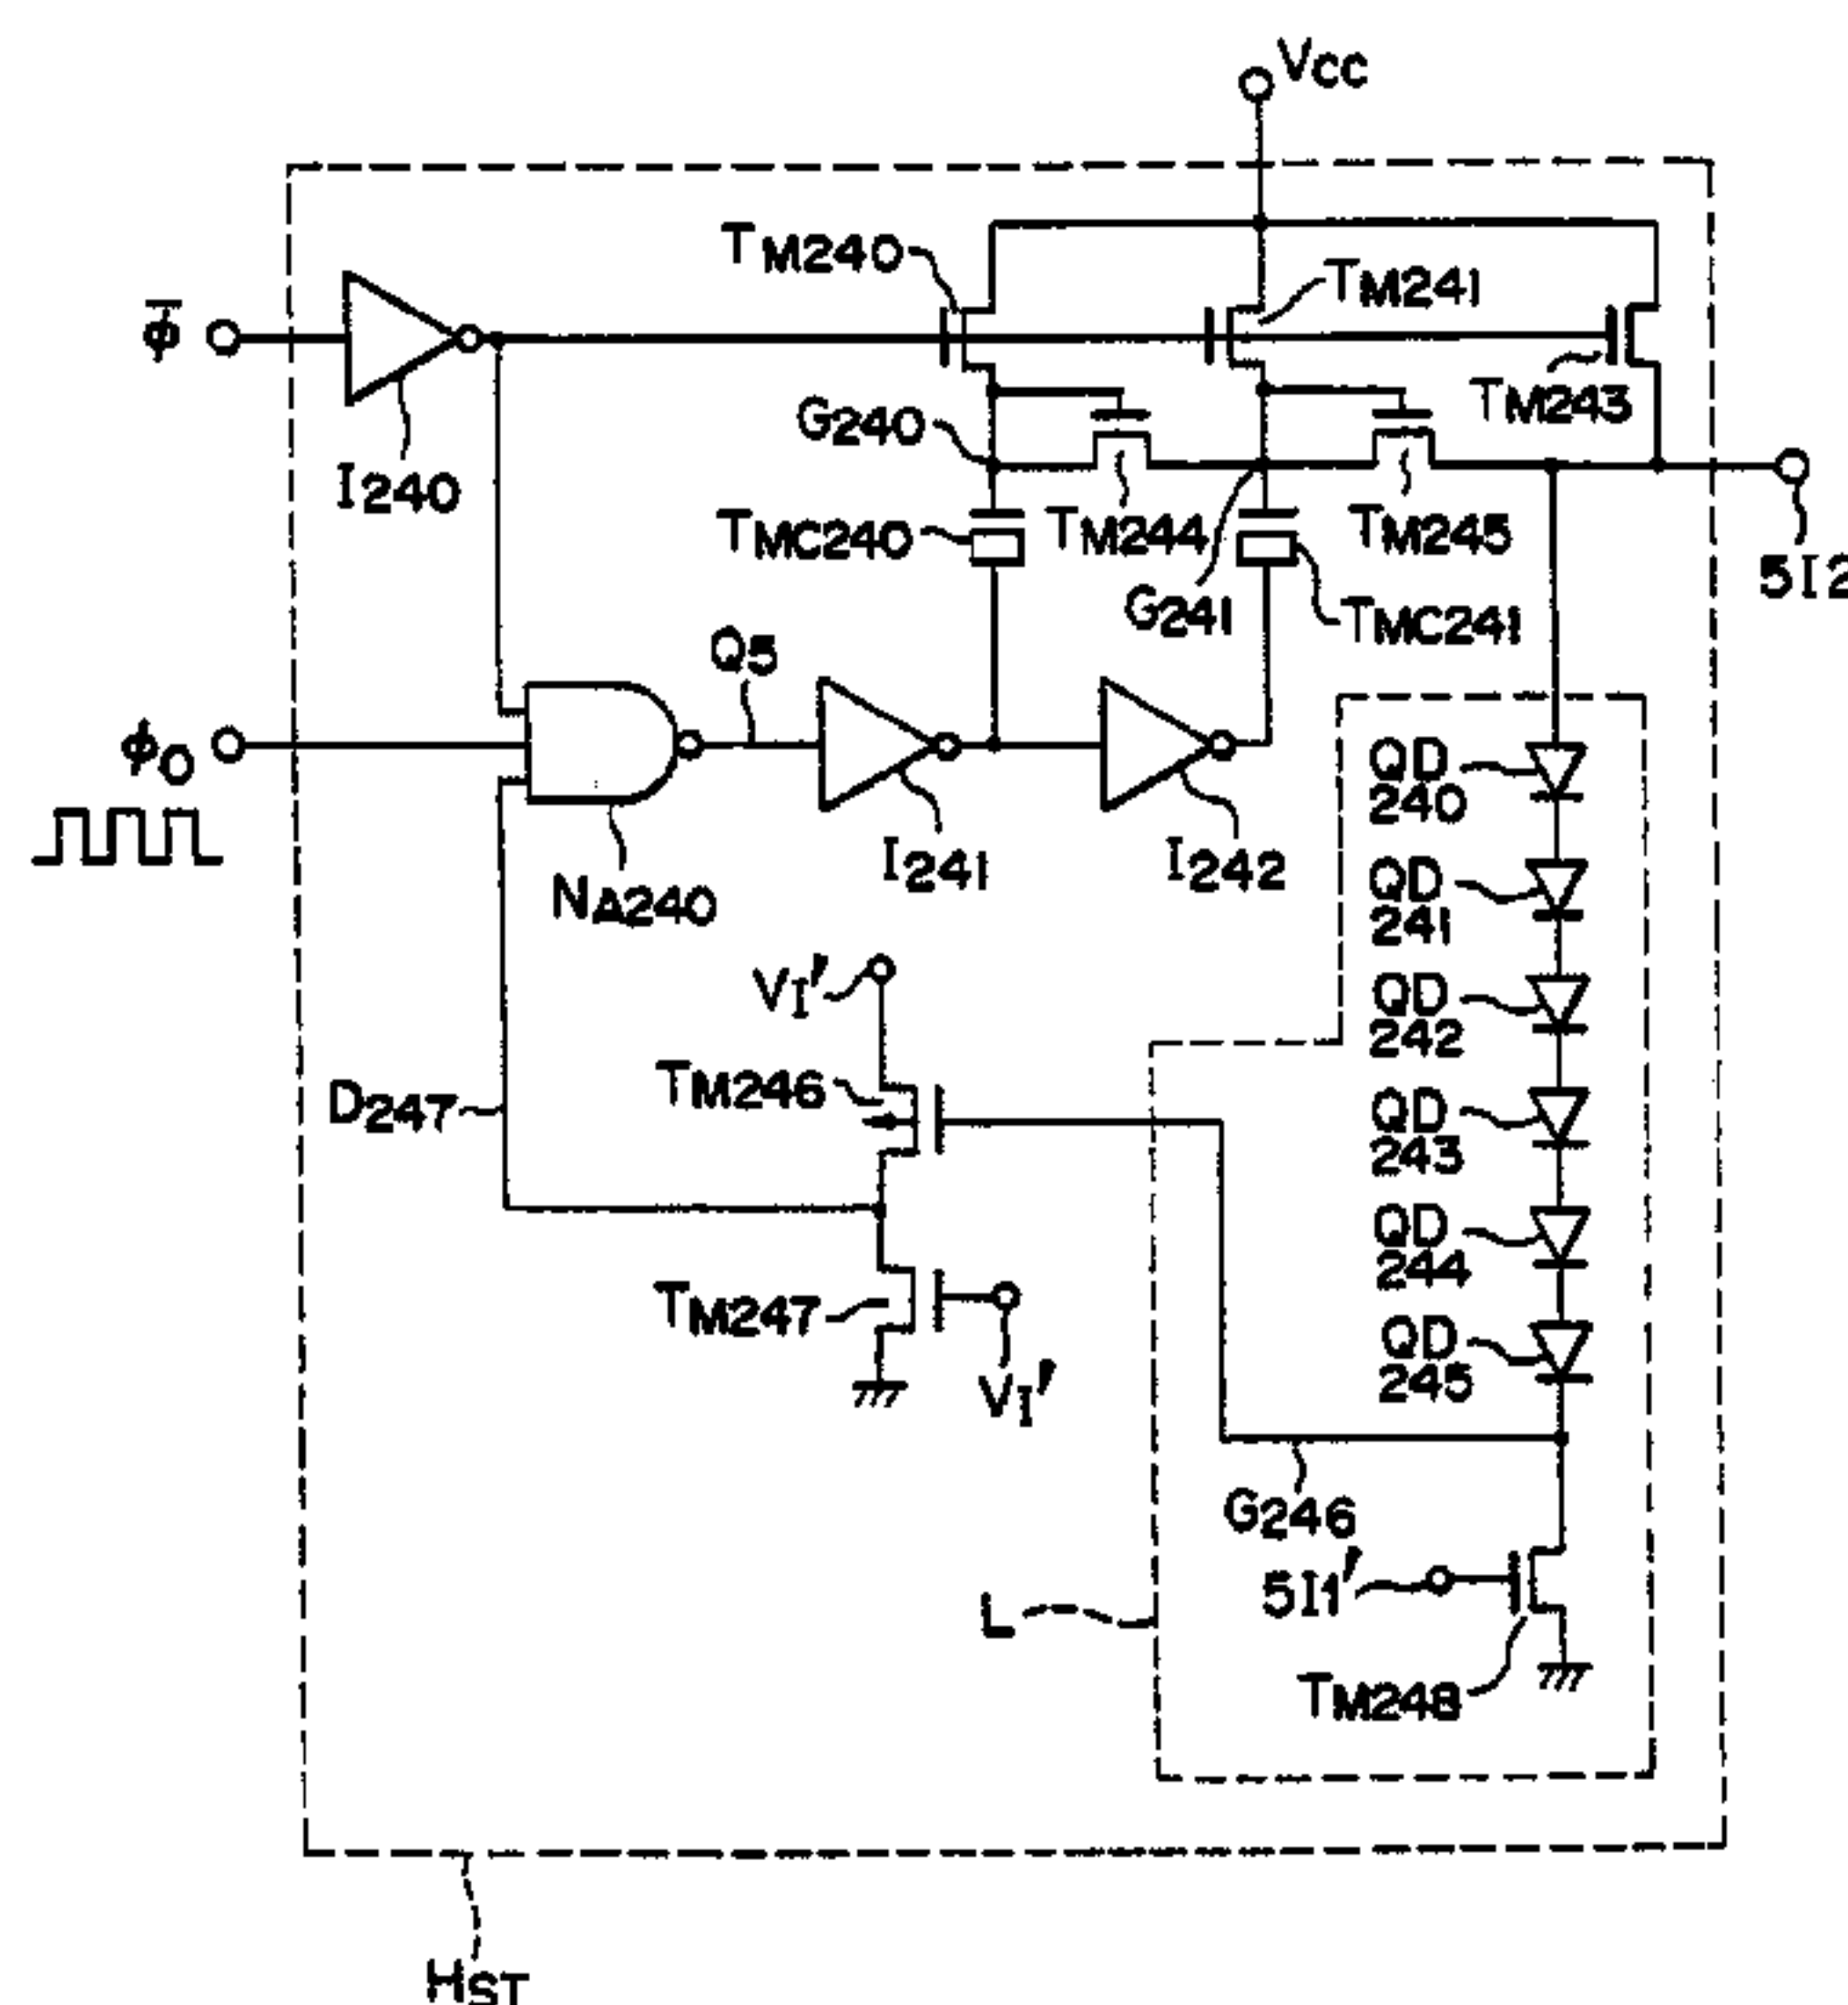 VCC
TM240
TM241
φ̅
TM243
G240
I240
TMC240
TM244
TM245
G241
TMC241
5I2
Q5
φ0
QD
240
I241
I242
NA240
QD
241
VI'
QD
242
TM246
D247
QD
243
QD
244
TM247
VI'
QD
245
G246
5I1'
L
TM248
HST